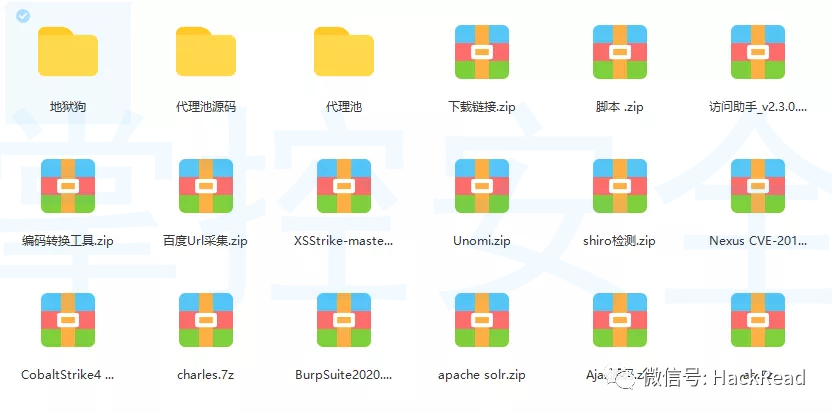 地狱狗
代理池源码
代理池
下载链接.zip
脚本 .zip
访问助手_v2.3.0....
编码转换工具.zip
百度Url采集.zip
XSStrike-maste...
Unomi.zip
shiro检测.zip
Nexus CVE-201...
CobaltStrike4 ...
charles.7z
BurpSuite2020....
apache solr.zip
微信号: HackRead
掌控安全